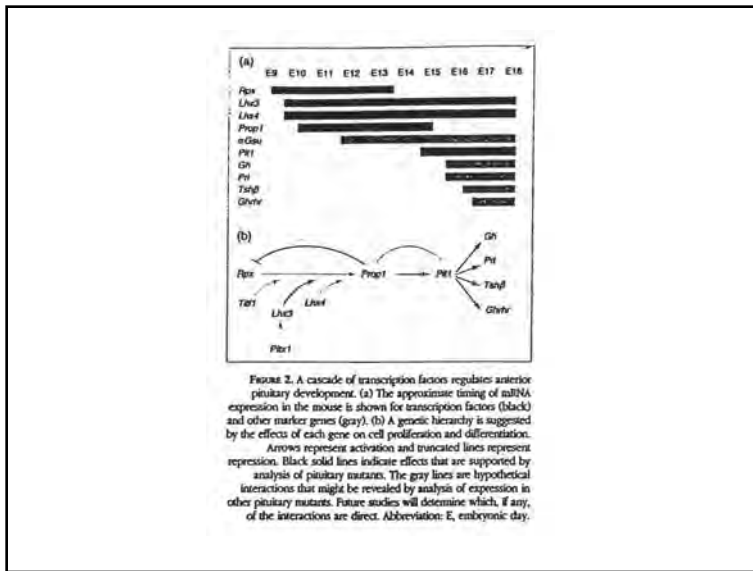 (a)
E9 E10 E11 E12 E13 E14 E15 E16 E17 E18
Rpx
Lhx3
Lhx4
Prop1
αGsu
Pit1
Gh
Prl
Tshβ
Ghrhr
(b)
Gh
Prl
Rpx Prop1 Pit1
Tshβ
Titf1 Lhx3 Lhx4
Ghrhr
Pitx1
FIGURE 2. A cascade of transcription factors regulates anterior
pituitary development. (a) The approximate timing of mRNA
expression in the mouse is shown for transcription factors (black)
and other marker genes (gray). (b) A genetic hierarchy is suggested
by the effects of each gene on cell proliferation and differentiation.
Arrows represent activation and truncated lines represent
repression. Black solid lines indicate effects that are supported by
analysis of pituitary mutants. The gray lines are hypothetical
interactions that might be revealed by analysis of expression in
other pituitary mutants. Future studies will determine which, if any,
of the interactions are direct. Abbreviation: E, embryonic day.